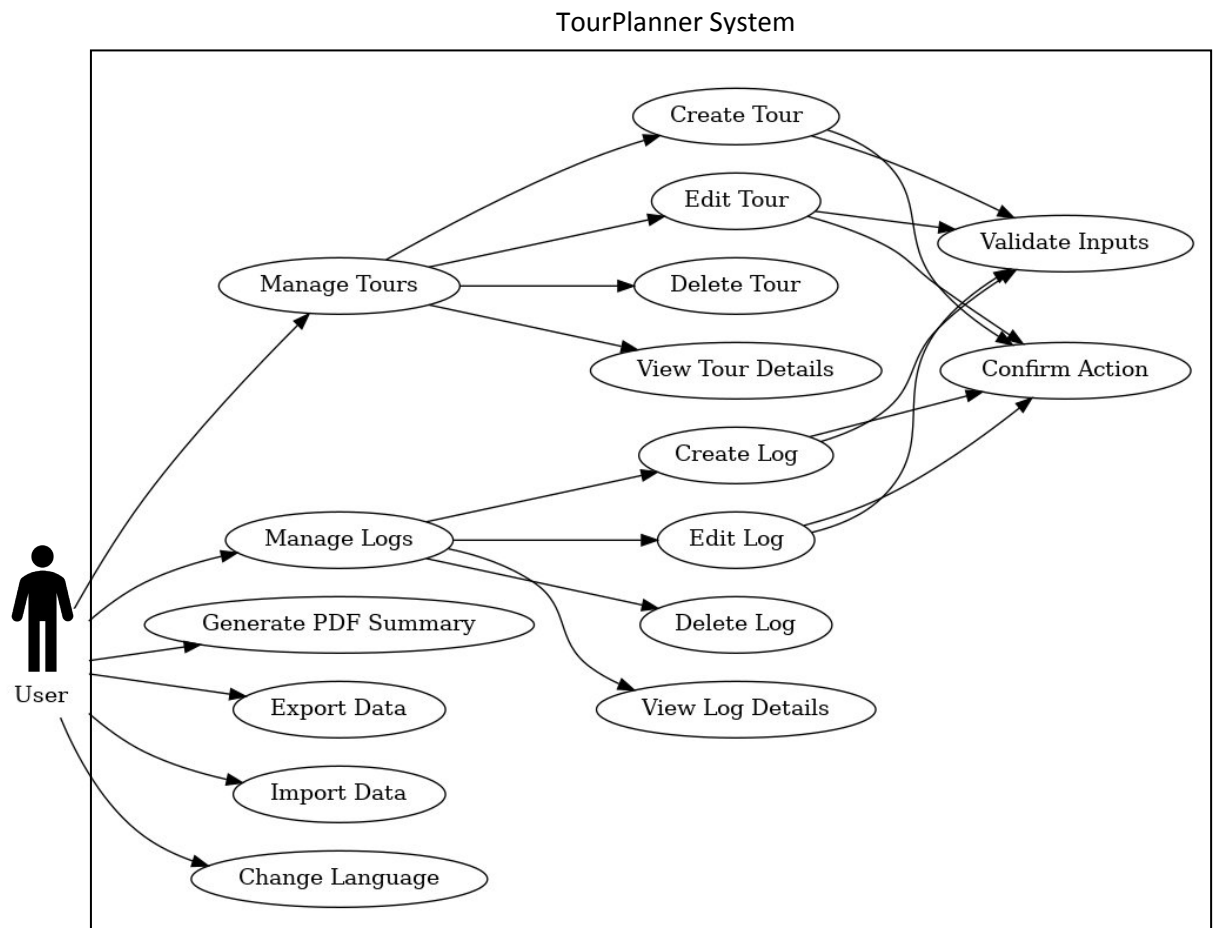 TourPlanner System
Create Tour
Edit Tour
Validate Inputs
Manage Tours
Delete Tour
View Tour Details
Confirm Action
Create Log
Manage Logs
Edit Log
Generate PDF Summary
Delete Log
User
Export Data
View Log Details
Import Data
Change Language